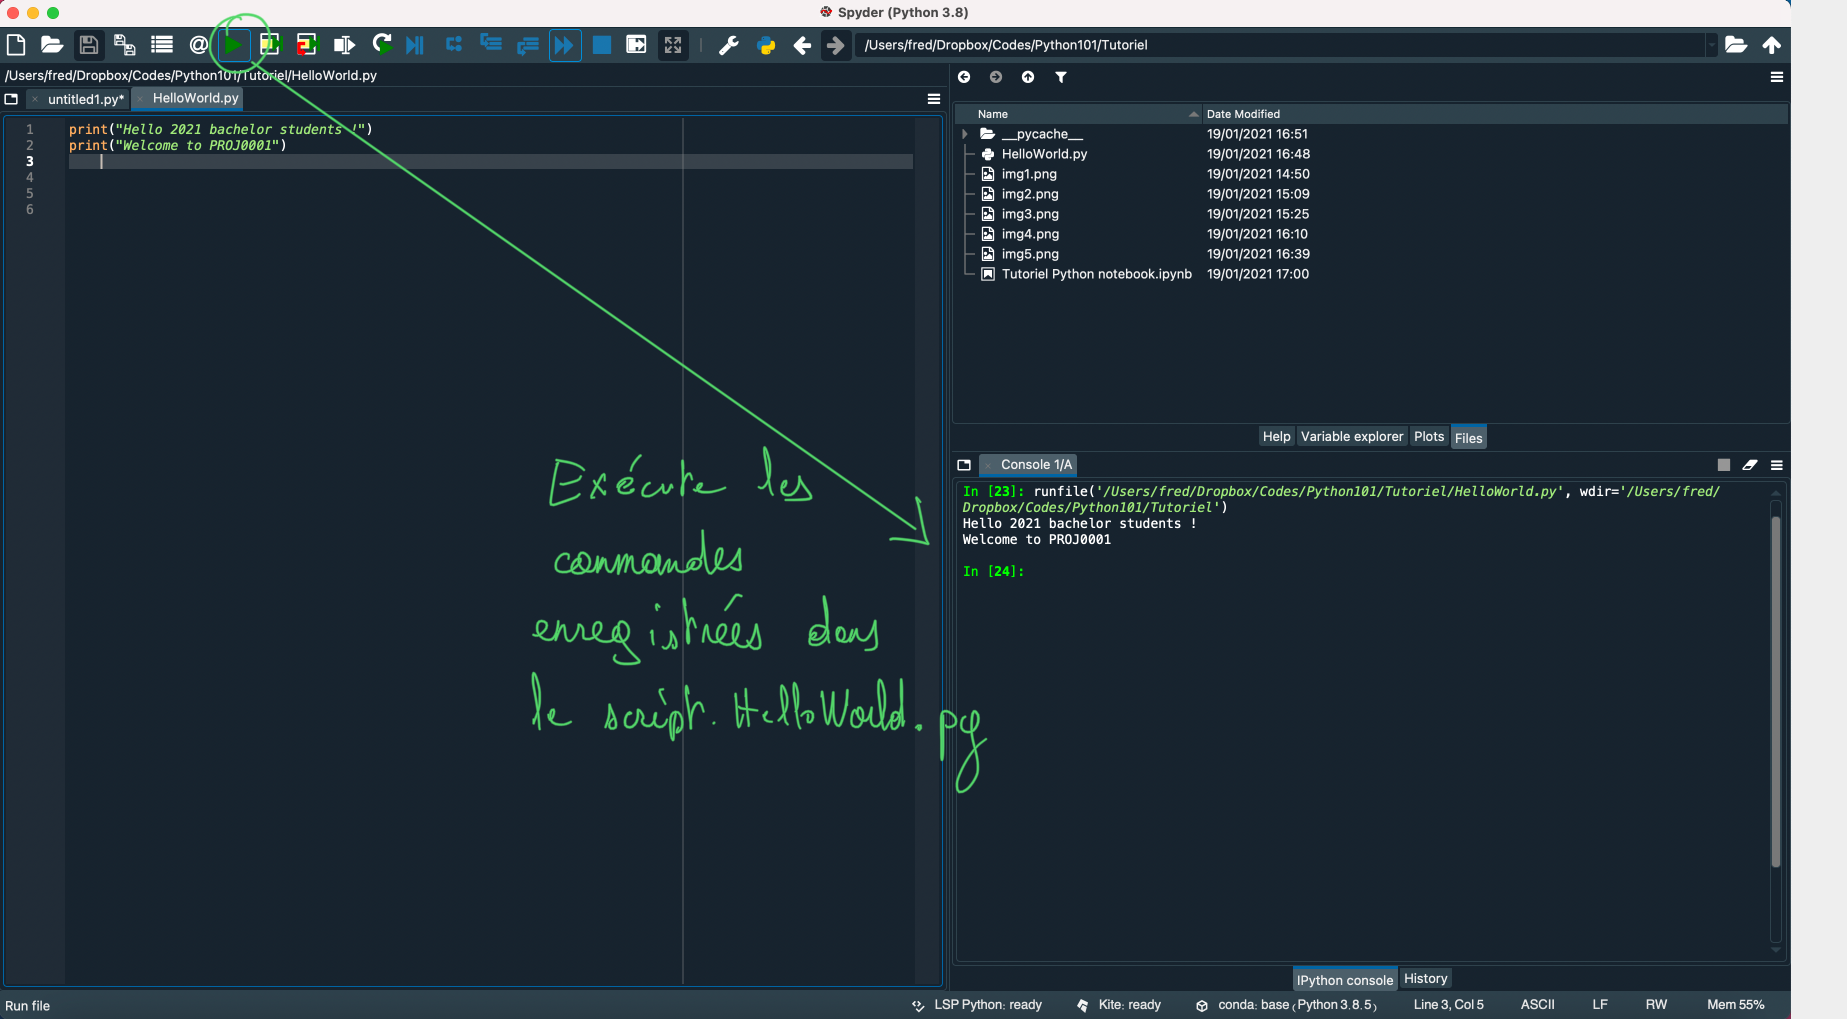 Spyder (Python 3.8)
/Users/fred/Dropbox/Codes/Python101/Tutoriel
/Users/fred/Dropbox/Codes/Python101/Tutoriel/HelloWorld.py
untitled1.py*
HelloWorld.py
1 print("Hello 2021 bachelor students !")
2 print("Welcome to PROJ0001")
3
4
5
6
Exécute les
commandes
enregistrées dans
le script. HelloWorld.py
Name Date Modified
__pycache__ 19/01/2021 16:51
HelloWorld.py 19/01/2021 16:48
img1.png 19/01/2021 14:50
img2.png 19/01/2021 15:09
img3.png 19/01/2021 15:25
img4.png 19/01/2021 16:10
img5.png 19/01/2021 16:39
Tutoriel Python notebook.ipynb 19/01/2021 17:00
Help Variable explorer Plots Files
Console 1/A
In [23]: runfile('/Users/fred/Dropbox/Codes/Python101/Tutoriel/HelloWorld.py', wdir='/Users/fred/
Dropbox/Codes/Python101/Tutoriel')
Hello 2021 bachelor students !
Welcome to PROJ0001
In [24]:
IPython console History
Run file LSP Python: ready Kite: ready conda: base (Python 3.8.5) Line 3, Col 5 ASCII LF RW Mem 55%